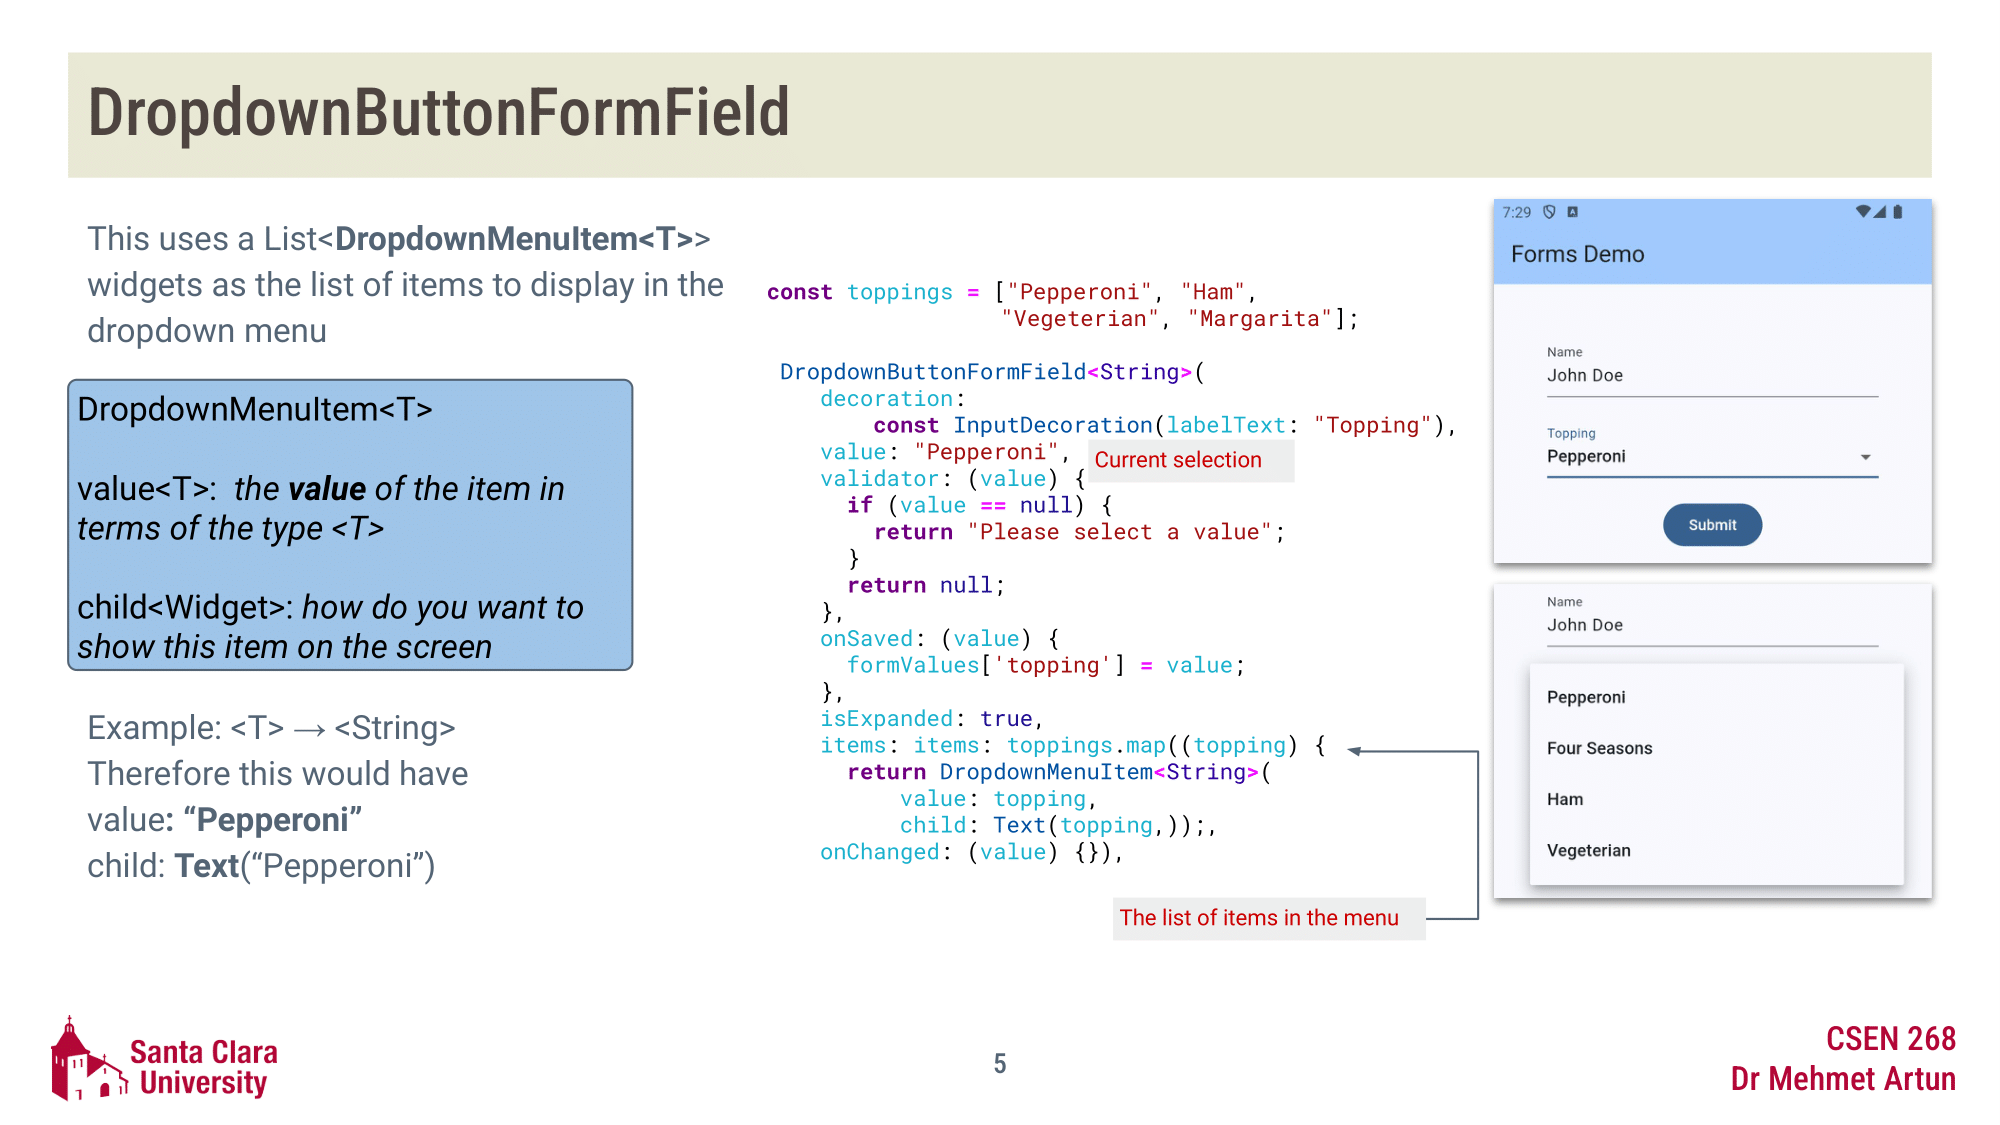 DropdownButtonFormField
This uses a List<DropdownMenuItem<T>>
widgets as the list of items to display in the
dropdown menu
DropdownMenuItem<T>
value<T>:  the value of the item in
terms of the type <T>
child<Widget>: how do you want to
show this item on the screen
Example: <T> → <String>
Therefore this would have
value: “Pepperoni”
child: Text(“Pepperoni”)
const toppings = ["Pepperoni", "Ham",
"Vegeterian", "Margarita"];
DropdownButtonFormField<String>(
decoration:
const InputDecoration(labelText: "Topping"),
value: "Pepperoni",
Current selection
validator: (value) {
if (value == null) {
return "Please select a value";
}
return null;
},
onSaved: (value) {
formValues['topping'] = value;
},
isExpanded: true,
items: items: toppings.map((topping) {
return DropdownMenuItem<String>(
value: topping,
child: Text(topping,));,
onChanged: (value) {}),
The list of items in the menu
7:29
Forms Demo
Name
John Doe
Topping
Pepperoni
Submit
Name
John Doe
Pepperoni
Four Seasons
Ham
Vegeterian
Santa Clara
University
5
CSEN 268
Dr Mehmet Artun